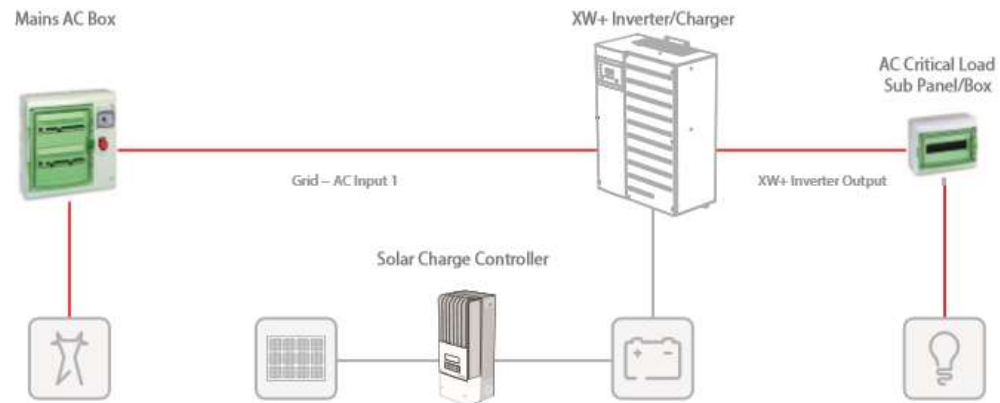 Mains AC Box
XW+ Inverter/Charger
AC Critical Load
Sub Panel/Box
Grid – AC Input 1
XW+ Inverter Output
Solar Charge Controller